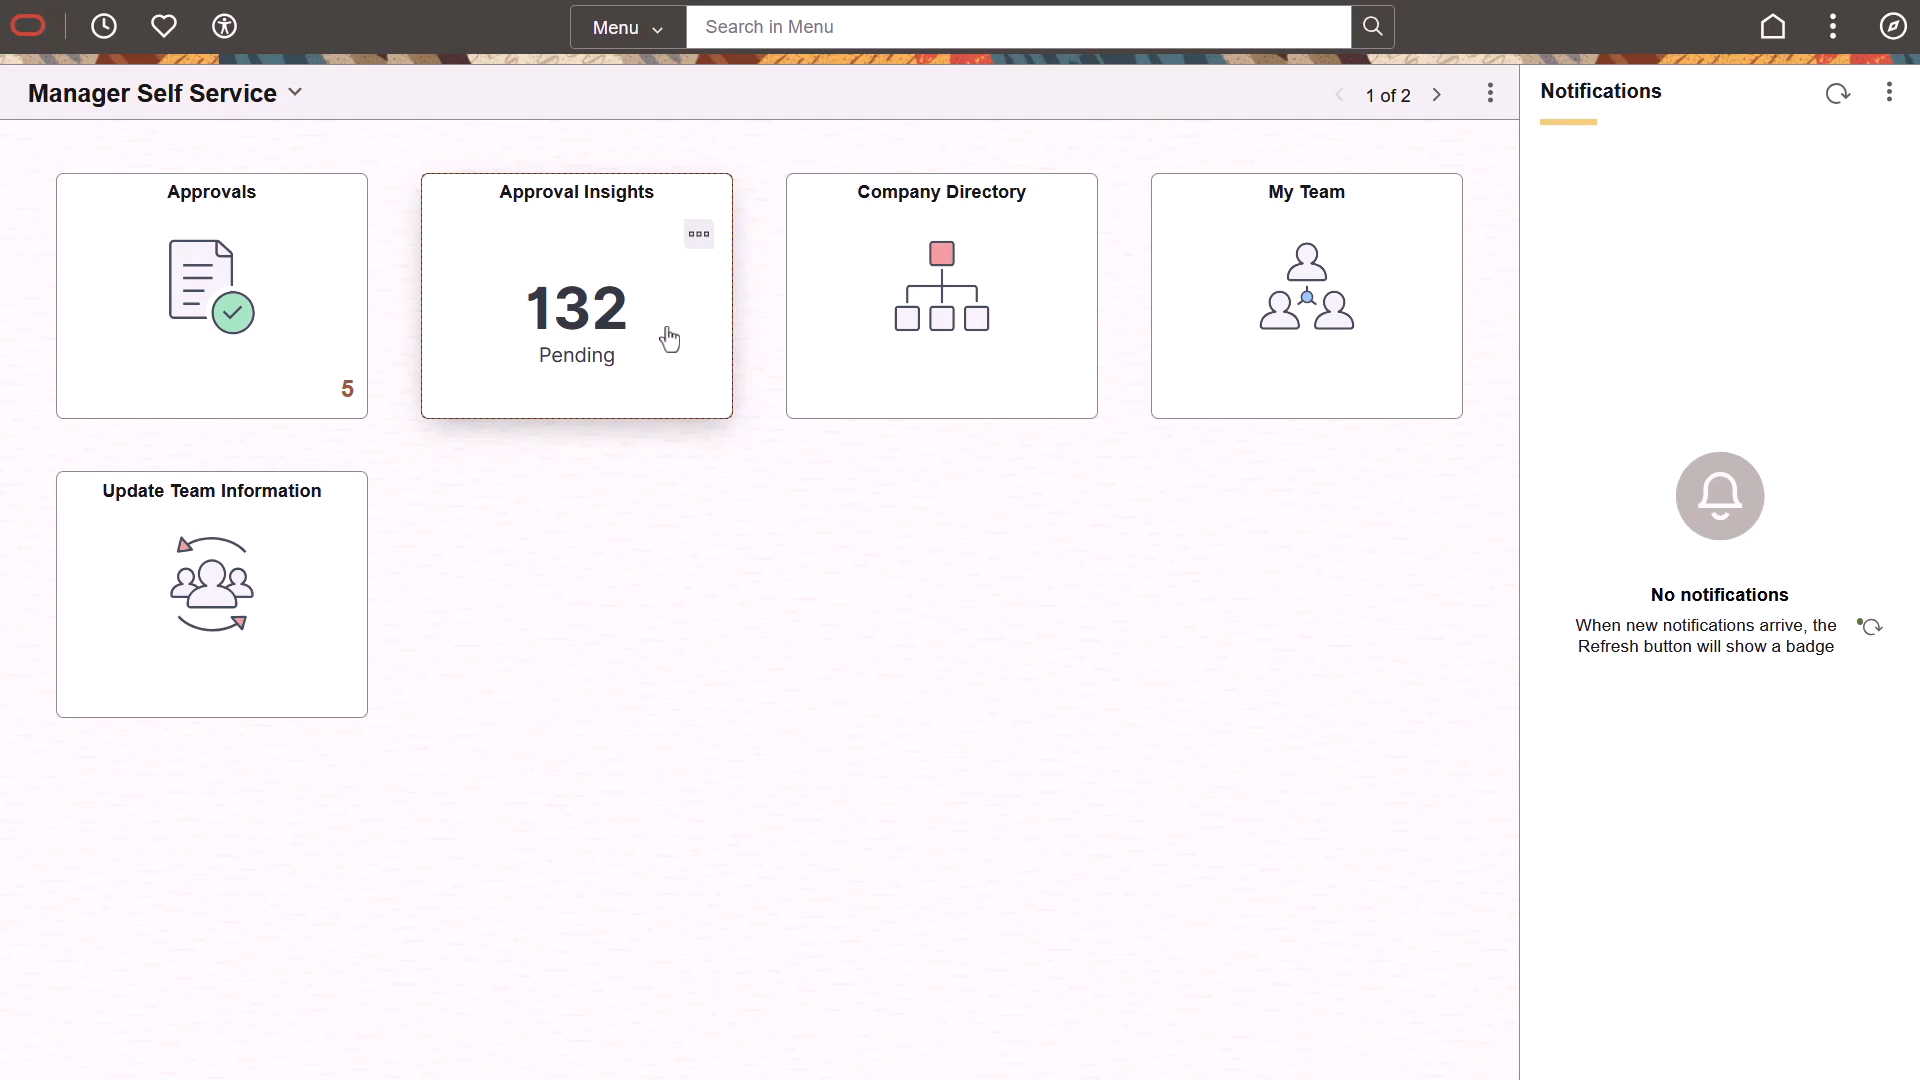 Menu
Search in Menu
Manager Self Service
1 of 2
Notifications
Approvals
5
Approval Insights
132
Pending
Company Directory
My Team
Update Team Information
No notifications
When new notifications arrive, the
Refresh button will show a badge